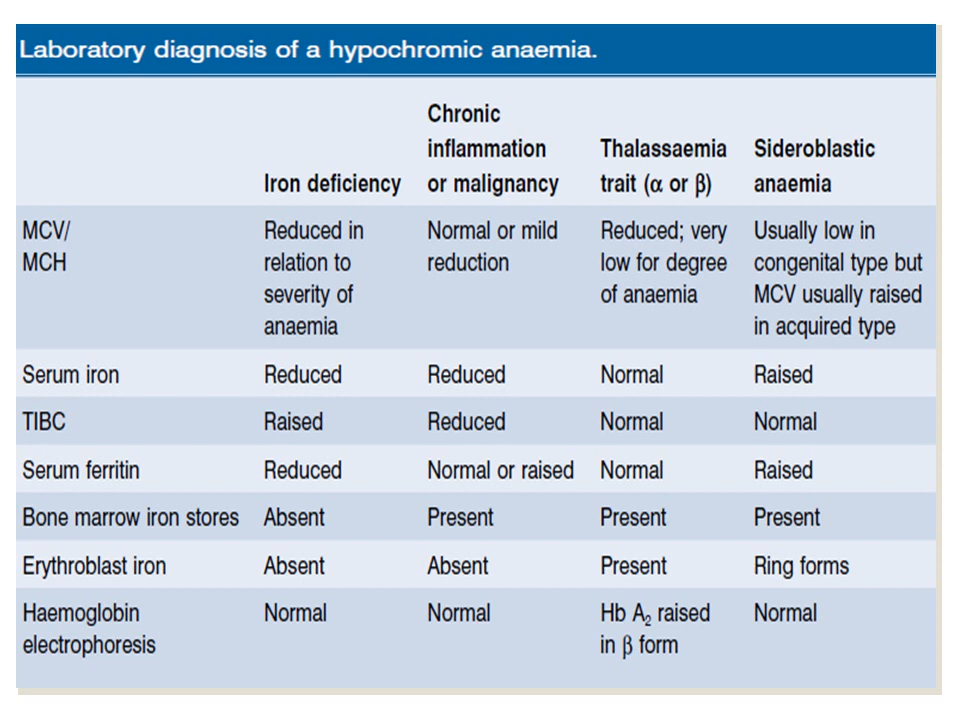 Laboratory diagnosis of a hypochromic anaemia.
Iron deficiency
Chronic
inflammation
or malignancy
Thalassaemia
trait (α or β)
Sideroblastic
anaemia
MCV/
MCH
Reduced in
relation to
severity of
anaemia
Normal or mild
reduction
Reduced; very
low for degree
of anaemia
Usually low in
congenital type but
MCV usually raised
in acquired type
Serum iron
Reduced
Reduced
Normal
Raised
TIBC
Raised
Reduced
Normal
Normal
Serum ferritin
Reduced
Normal or raised
Normal
Raised
Bone marrow iron stores
Absent
Present
Present
Present
Erythroblast iron
Absent
Absent
Present
Ring forms
Haemoglobin
electrophoresis
Normal
Normal
Hb A₂ raised
in β form
Normal